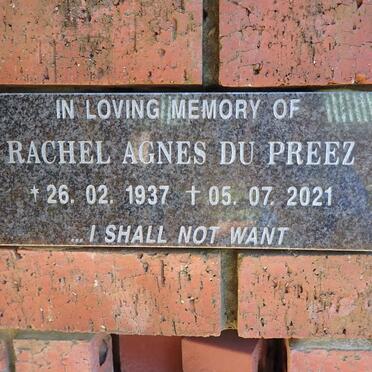 IN LOVING MEMORY OF
RACHEL AGNES DU PREEZ
* 26. 02. 1937 † 05. 07. 2021
...I SHALL NOT WANT